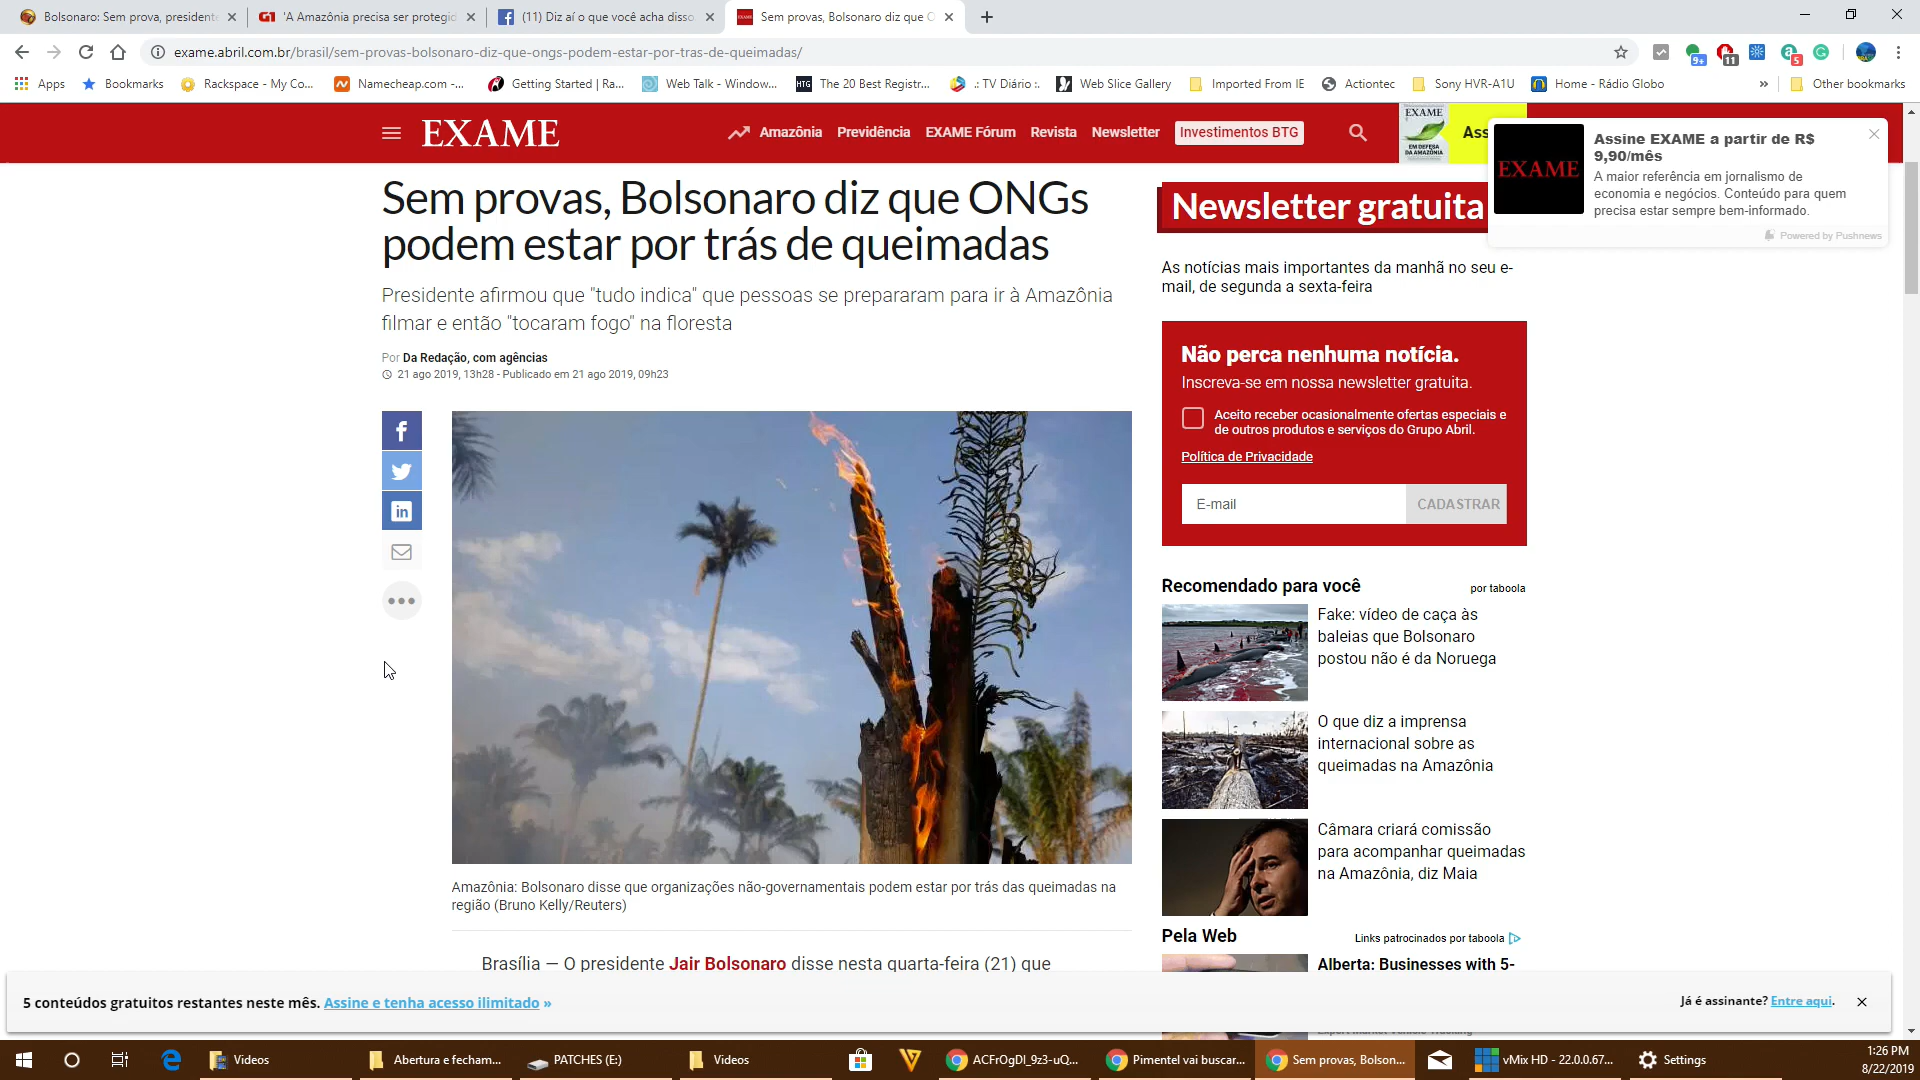 Bolsonaro: Sem prova, president
G1 'A Amazônia precisa ser protegid
(11) Diz aí o que você acha disso
Sem provas, Bolsonaro diz que O
exame.abril.com.br/brasil/sem-provas-bolsonaro-diz-que-ongs-podem-estar-por-tras-de-queimadas/
9+
11
5
Apps
Bookmarks
Rackspace - My Co...
Namecheap.com -...
Getting Started | Ra...
Web Talk - Window...
HTG The 20 Best Registr...
.: TV Diário :.
Web Slice Gallery
Imported From IE
Actiontec
Sony HVR-A1U
Home - Rádio Globo
»
Other bookmarks
EXAME
Amazônia
Previdência
EXAME Fórum
Revista
Newsletter
Investimentos BTG
EXAME
EM DEFESA
DA AMAZÔNIA
Ass
EXAME
Assine EXAME a partir de R$
9,90/mês
A maior referência em jornalismo de
economia e negócios. Conteúdo para quem
precisa estar sempre bem-informado.
Powered by Pushnews
Sem provas, Bolsonaro diz que ONGs
podem estar por trás de queimadas
Presidente afirmou que "tudo indica" que pessoas se prepararam para ir à Amazônia
filmar e então "tocaram fogo" na floresta
Por Da Redação, com agências
21 ago 2019, 13h28 - Publicado em 21 ago 2019, 09h23
Amazônia: Bolsonaro disse que organizações não-governamentais podem estar por trás das queimadas na
região (Bruno Kelly/Reuters)
Brasília — O presidente Jair Bolsonaro disse nesta quarta-feira (21) que
Newsletter gratuita
As notícias mais importantes da manhã no seu e-
mail, de segunda a sexta-feira
Não perca nenhuma notícia.
Inscreva-se em nossa newsletter gratuita.
Aceito receber ocasionalmente ofertas especiais e
de outros produtos e serviços do Grupo Abril.
Política de Privacidade
E-mail
CADASTRAR
Recomendado para você
por taboola
Fake: vídeo de caça às
baleias que Bolsonaro
postou não é da Noruega
O que diz a imprensa
internacional sobre as
queimadas na Amazônia
Câmara criará comissão
para acompanhar queimadas
na Amazônia, diz Maia
Pela Web
Links patrocinados por taboola
Alberta: Businesses with 5-
5 conteúdos gratuitos restantes neste mês. Assine e tenha acesso ilimitado »
Já é assinante? Entre aqui.
Videos
Abertura e fecham...
PATCHES (E:)
Videos
ACFrOgDl_9z3-uQ...
Pimentel vai buscar...
Sem provas, Bolson...
vMix HD - 22.0.0.67...
Settings
1:26 PM
8/22/2019